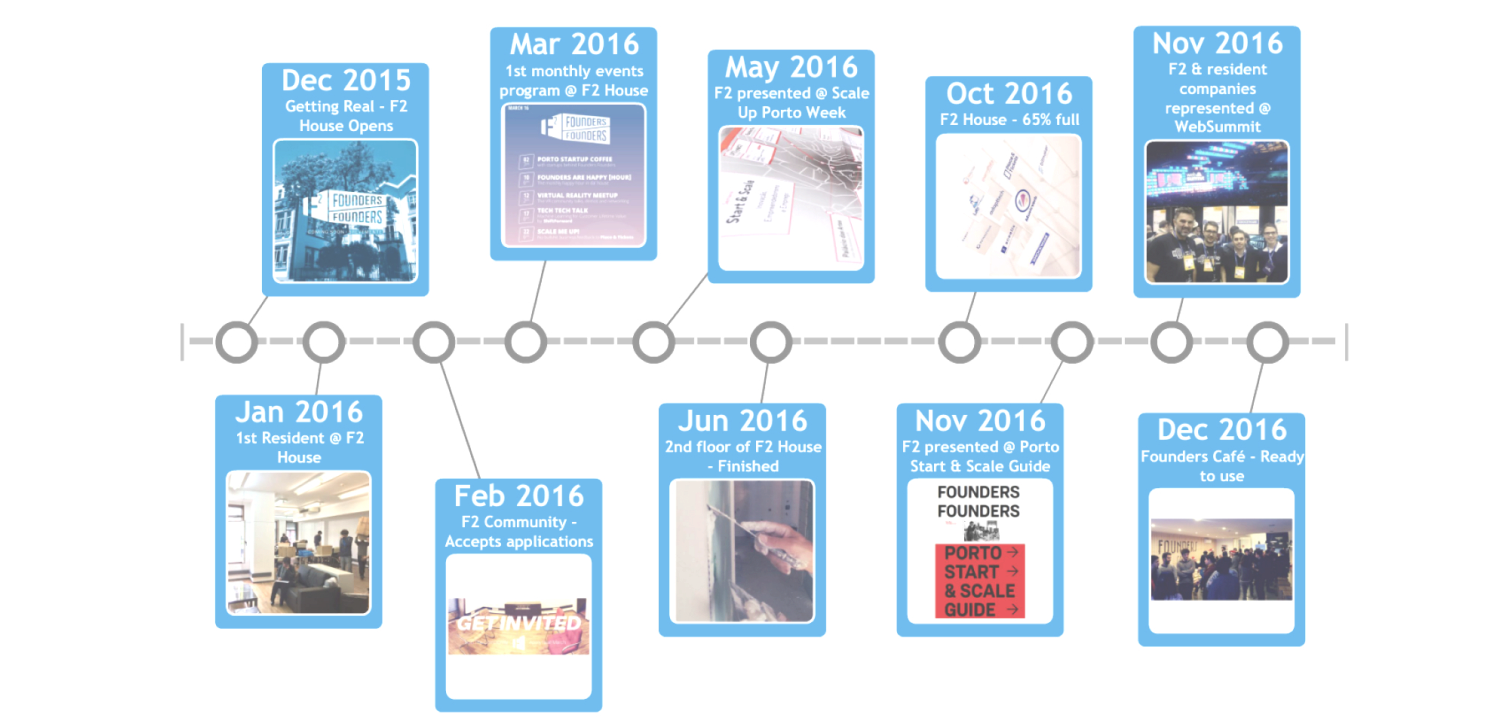 Dec 2015
Getting Real - F2
House Opens
FOUNDERS
FOUNDERS
Mar 2016
1st monthly events
program @ F2 House
MARCH 16
FOUNDERS
FOUNDERS
PORTO STARTUP COFFEE
FOUNDERS ARE HAPPY [HOUR]
VIRTUAL REALITY MEETUP
TECH TECH TALK
SCALE ME UP!
May 2016
F2 presented @ Scale
Up Porto Week
Start & Scale
Oct 2016
F2 House - 65% full
Nov 2016
F2 & resident
companies
represented @
WebSummit
Jan 2016
1st Resident @ F2
House
Feb 2016
F2 Community -
Accepts applications
GET INVITED
Jun 2016
2nd floor of F2 House
- Finished
Nov 2016
F2 presented @ Porto
Start & Scale Guide
FOUNDERS
FOUNDERS
PORTO →
START →
& SCALE
GUIDE →
Dec 2016
Founders Café - Ready
to use
FOUNDERS